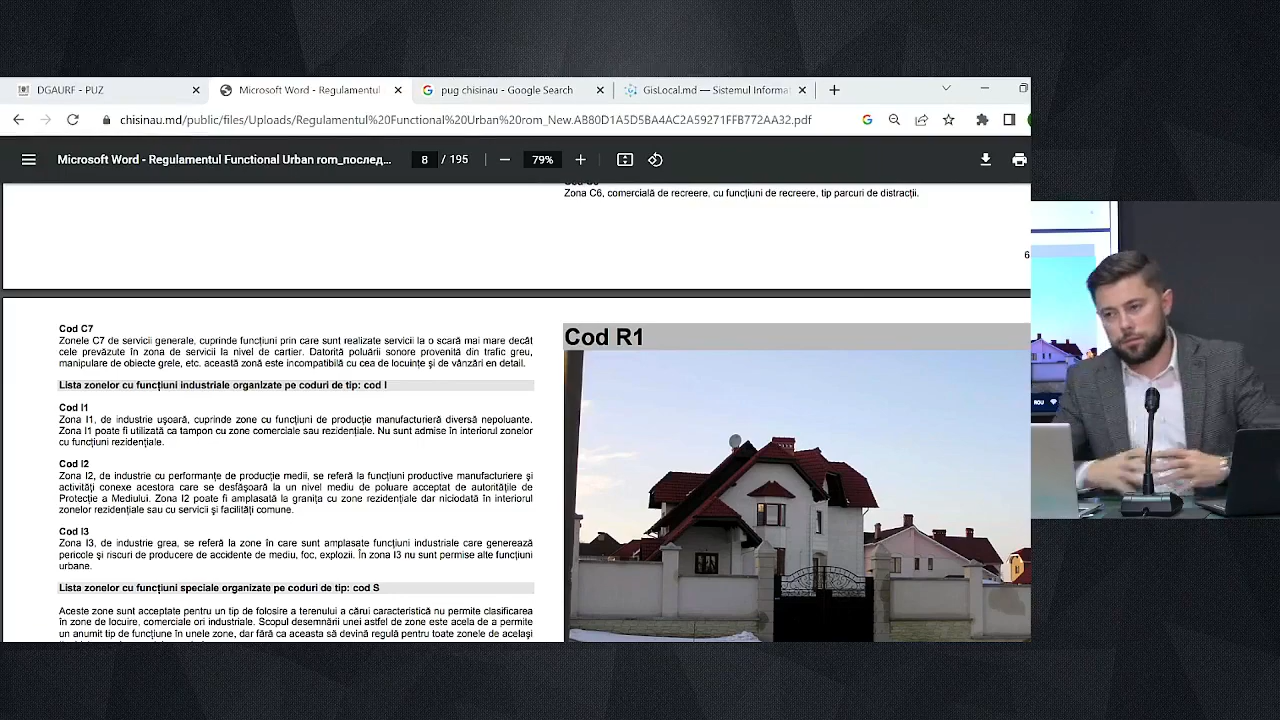 DGAURF - PUZ
Microsoft Word - Regulamentul
pug chisinau - Google Search
GisLocal.md — Sistemul Informa
chisinau.md/public/files/Uploads/Regulamentul%20Functional%20Urban%20rom_New.AB80D1A5D5BA4AC2A59271FFB772AA32.pdf
Microsoft Word - Regulamentul Functional Urban rom_послед...
8 / 195
79%
Zona C6, comercială de recreere, cu funcțiuni de recreere, tip parcuri de distracții.
6
Cod C7
Zonele C7 de servicii generale, cuprinde funcțiuni prin care sunt realizate servicii la o scară mai mare decât
cele prevăzute în zona de servicii la nivel de cartier. Datorită poluării sonore provenită din trafic greu,
manipulare de obiecte grele, etc. această zonă este incompatibilă cu cea de locuințe și de vânzări en detail.
Lista zonelor cu funcțiuni industriale organizate pe coduri de tip: cod I
Cod I1
Zona I1, de industrie ușoară, cuprinde zone cu funcțiuni de producție manufacturieră diversă nepoluante.
Zona I1 poate fi utilizată ca tampon cu zone comerciale sau rezidențiale. Nu sunt admise în interiorul zonelor
cu funcțiuni rezidențiale.
Cod I2
Zona I2, de industrie cu performanțe de producție medii, se referă la funcțiuni productive manufacturiere și
activități conexe acestora care se desfășoară la un nivel mediu de poluare acceptat de autoritățile de
Protecție a Mediului. Zona I2 poate fi amplasată la granița cu zone rezidențiale dar niciodată în interiorul
zonelor rezidențiale sau cu servicii și facilități comune.
Cod I3
Zona I3, de industrie grea, se referă la zone în care sunt amplasate funcțiuni industriale care generează
pericole și riscuri de producere de accidente de mediu, foc, explozii. În zona I3 nu sunt permise alte funcțiuni
urbane.
Lista zonelor cu funcțiuni speciale organizate pe coduri de tip: cod S
Aceste zone sunt acceptate pentru un tip de folosire a terenului a cărui caracteristică nu permite clasificarea
în zone de locuire, comerciale ori industriale. Scopul desemnării unei astfel de zone este acela de a permite
un anumit tip de funcțiune în unele zone, dar fără ca aceasta să devină regulă pentru toate zonele de același
Cod R1
ROU